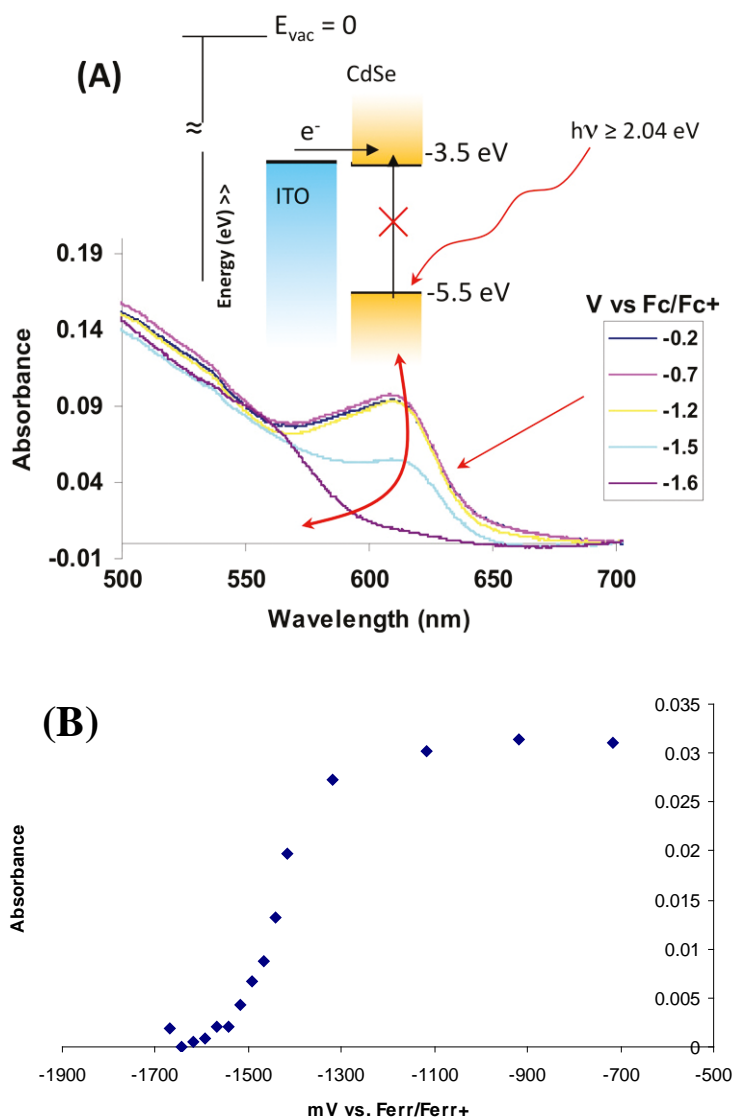 E_vac = 0
(A)
CdSe
≈
e-
hν ≥ 2.04 eV
-3.5 eV
ITO
Energy (eV) >>
-5.5 eV
0.19
0.14
0.09
0.04
-0.01
Absorbance
500
550
600
650
700
Wavelength (nm)
V vs Fc/Fc+
-0.2
-0.7
-1.2
-1.5
-1.6
(B)
0.035
0.03
0.025
0.02
0.015
0.01
0.005
0
Absorbance
-1900
-1700
-1500
-1300
-1100
-900
-700
-500
mV vs. Ferr/Ferr+